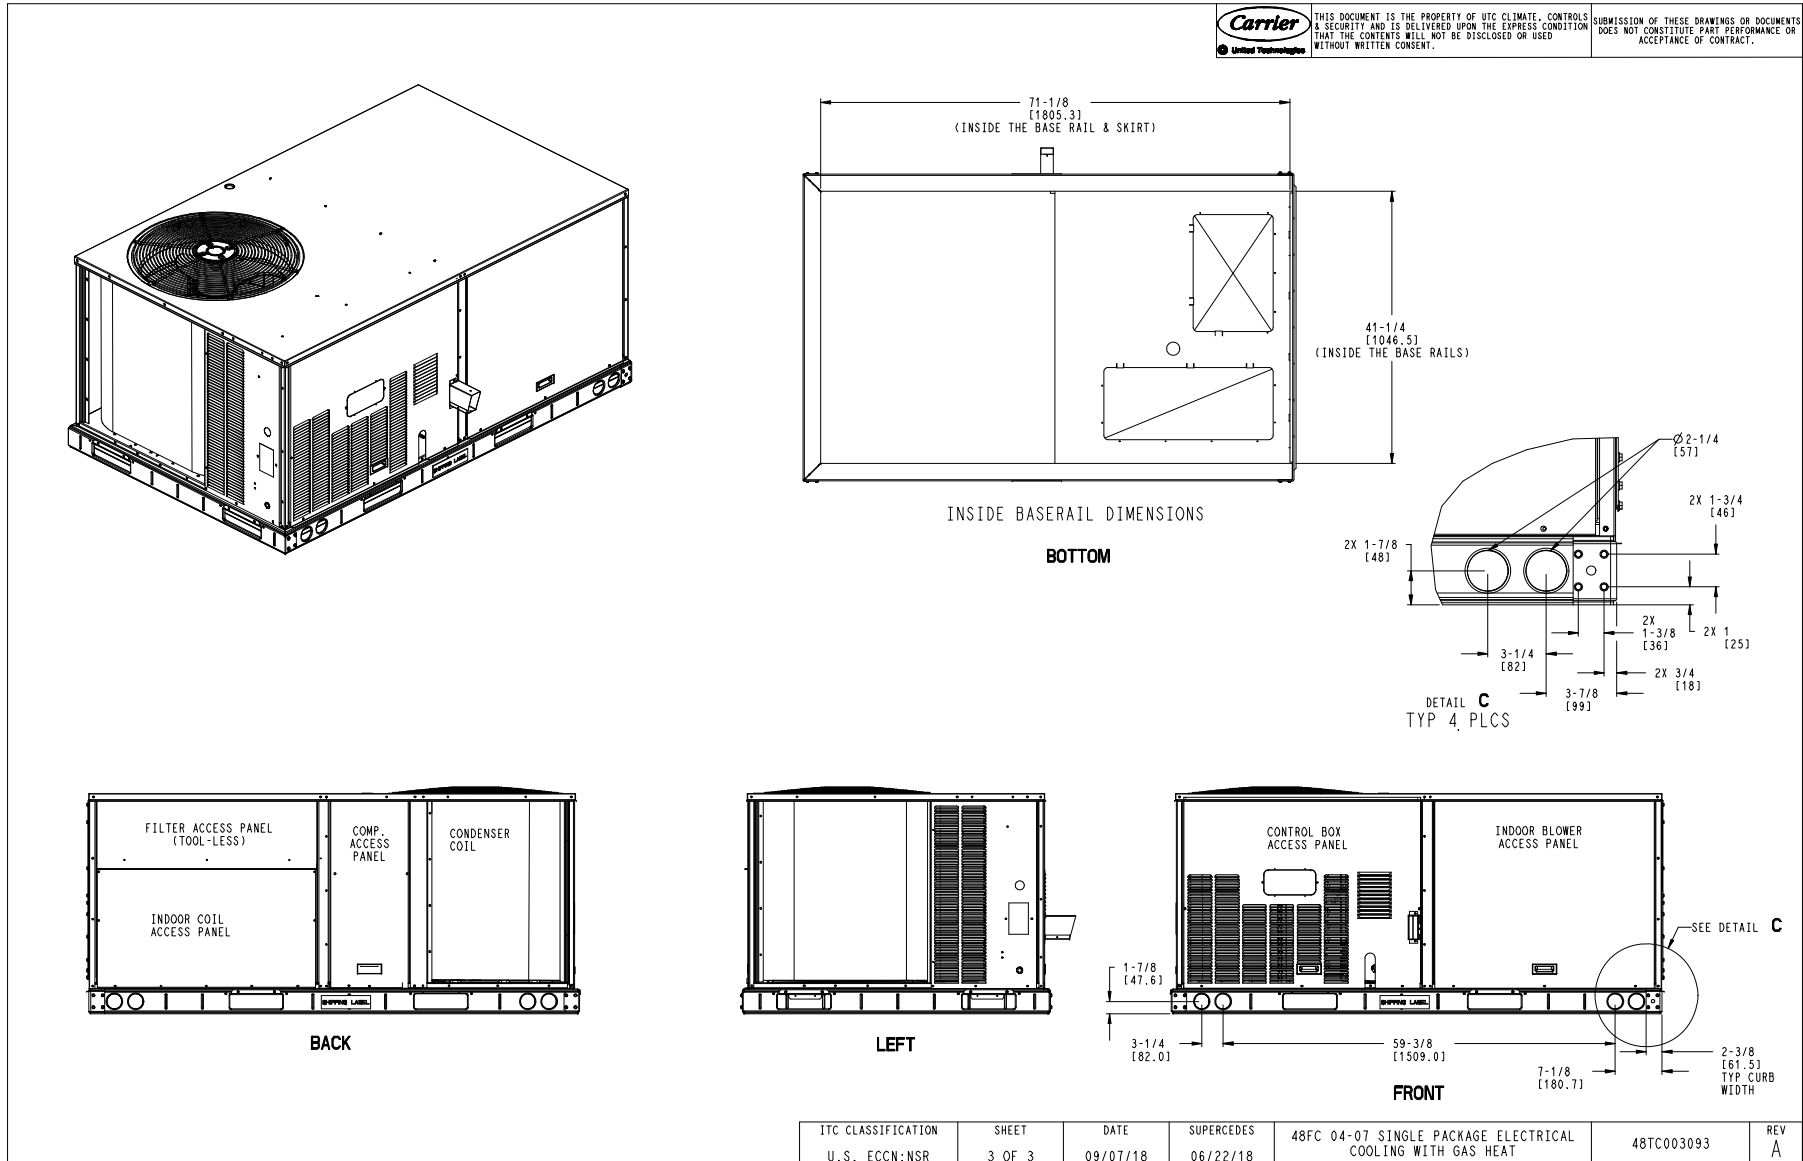 Carrier
United Technologies
THIS DOCUMENT IS THE PROPERTY OF UTC CLIMATE, CONTROLS
& SECURITY AND IS DELIVERED UPON THE EXPRESS CONDITION
THAT THE CONTENTS WILL NOT BE DISCLOSED OR USED
WITHOUT WRITTEN CONSENT.
SUBMISSION OF THESE DRAWINGS OR DOCUMENTS
DOES NOT CONSTITUTE PART PERFORMANCE OR
ACCEPTANCE OF CONTRACT.
71-1/8
[1805.3]
(INSIDE THE BASE RAIL & SKIRT)
41-1/4
[1046.5]
(INSIDE THE BASE RAILS)
SHIPPING LABEL
INSIDE BASERAIL DIMENSIONS
BOTTOM
Ø2-1/4
[57]
2X 1-3/4
[46]
2X 1-7/8
[48]
2X
1-3/8
[36]
2X 1
[25]
3-1/4
[82]
2X 3/4
[18]
3-7/8
[99]
DETAIL C
TYP 4 PLCS
FILTER ACCESS PANEL
(TOOL-LESS)
COMP.
ACCESS
PANEL
CONDENSER
COIL
INDOOR COIL
ACCESS PANEL
SHIPPING LABEL
BACK
LEFT
CONTROL BOX
ACCESS PANEL
INDOOR BLOWER
ACCESS PANEL
SEE DETAIL C
1-7/8
[47.6]
SHIPPING LABEL
3-1/4
[82.0]
59-3/8
[1509.0]
7-1/8
[180.7]
2-3/8
[61.5]
TYP CURB
WIDTH
FRONT
ITC CLASSIFICATION
U.S. ECCN:NSR
SHEET
3 OF 3
DATE
09/07/18
SUPERCEDES
06/22/18
48FC 04-07 SINGLE PACKAGE ELECTRICAL
COOLING WITH GAS HEAT
48TC003093
REV
A